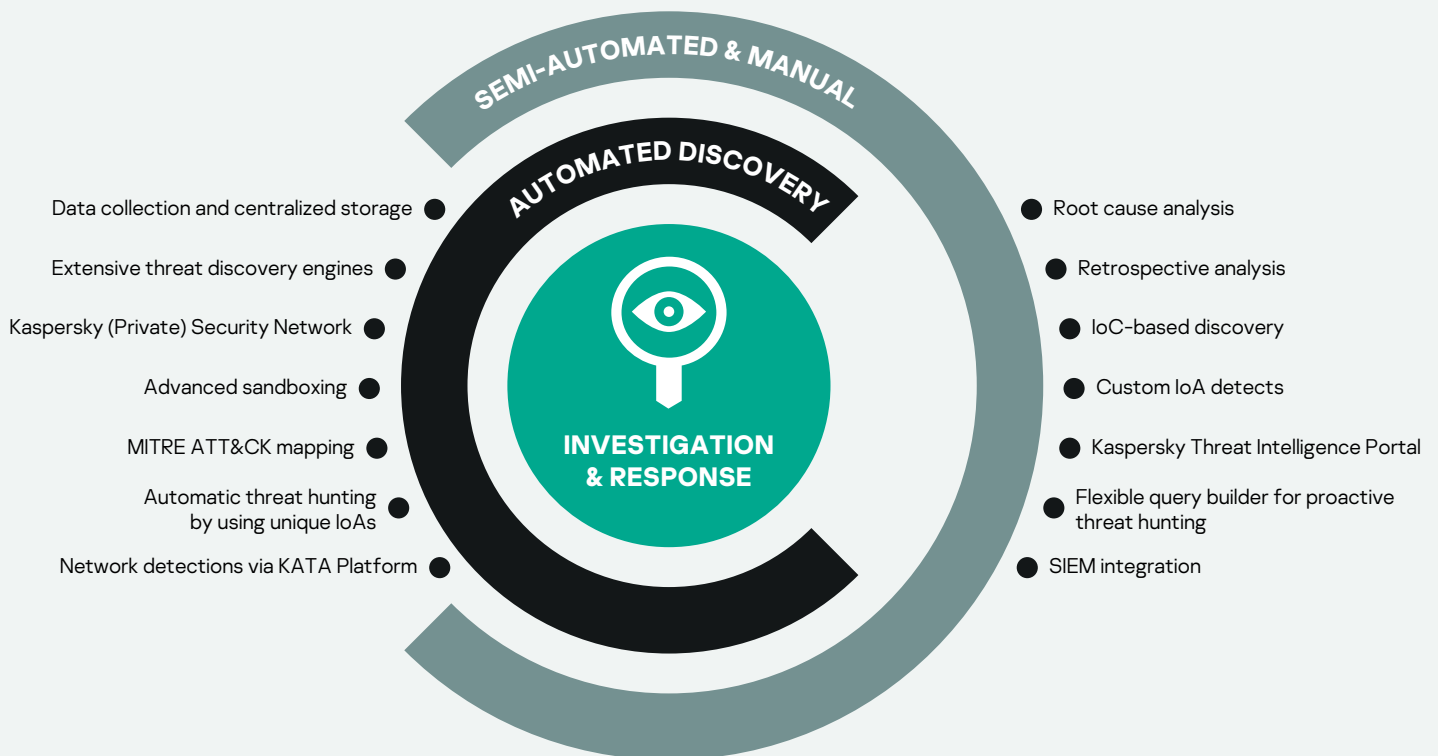 SEMI-AUTOMATED & MANUAL
AUTOMATED DISCOVERY
Data collection and centralized storage
Extensive threat discovery engines
Kaspersky (Private) Security Network
Advanced sandboxing
MITRE ATT&CK mapping
Automatic threat hunting
by using unique IoAs
Network detections via KATA Platform
INVESTIGATION
& RESPONSE
Root cause analysis
Retrospective analysis
IoC-based discovery
Custom IoA detects
Kaspersky Threat Intelligence Portal
Flexible query builder for proactive
threat hunting
SIEM integration